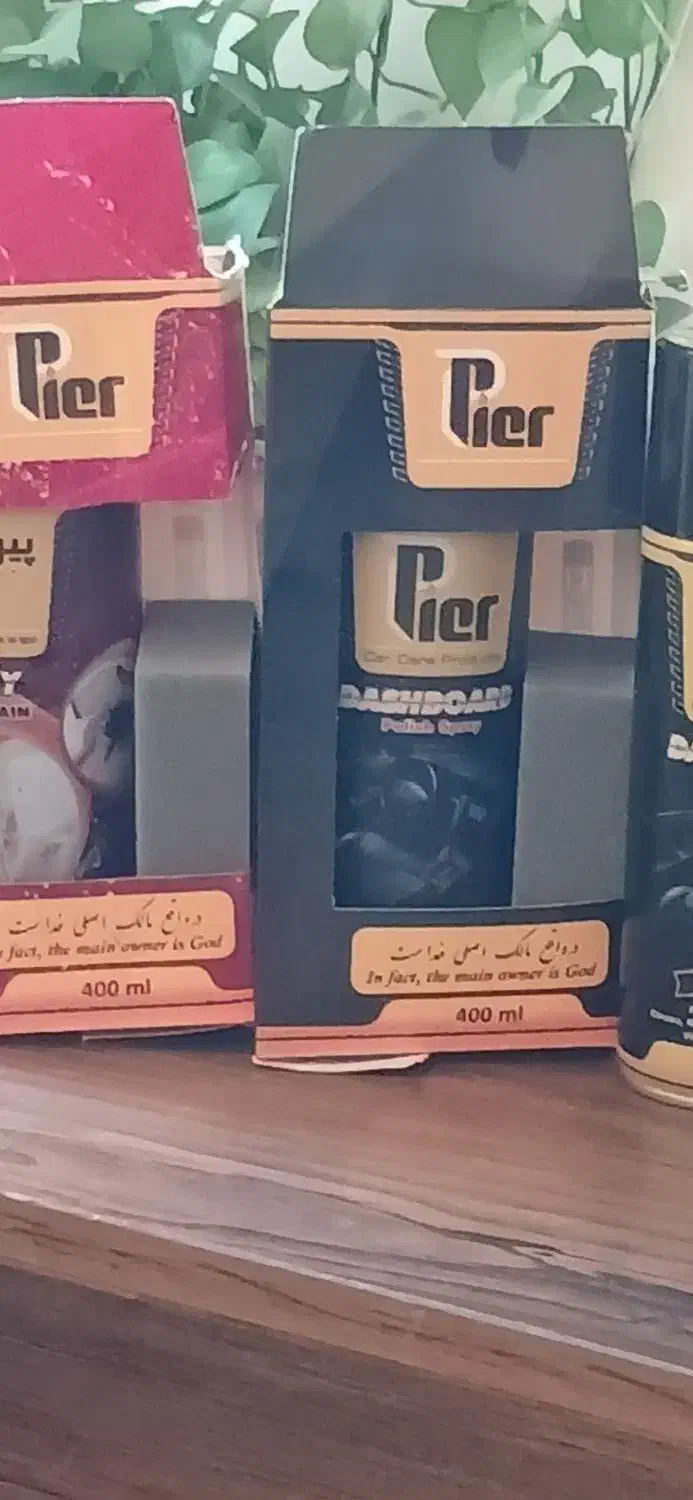 Pier
پیر
Y
AIN
در واقع مالک اصلی خداست
In fact, the main owner is God
400 ml
Pier
Pier
Car Care Products
DASHBOARD
Polish Spray
در واقع مالک اصلی خداست
In fact, the main owner is God
400 ml